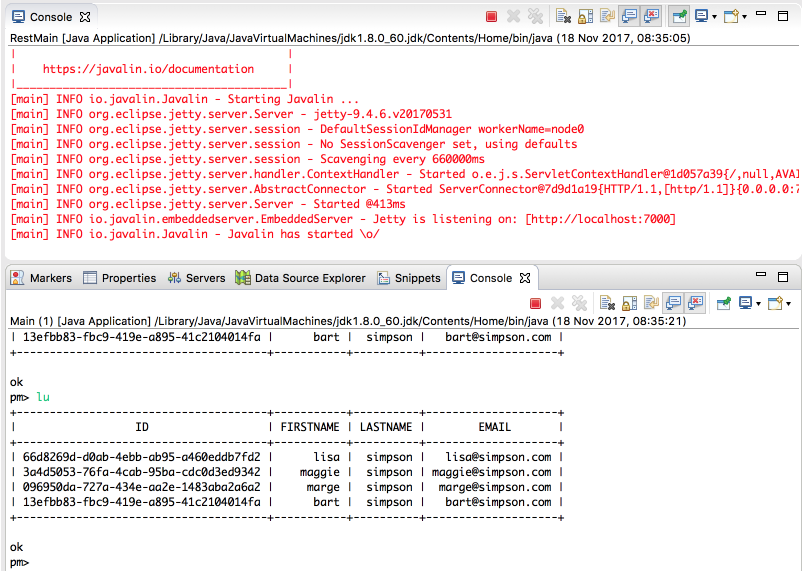 Console
RestMain [Java Application] /Library/Java/JavaVirtualMachines/jdk1.8.0_60.jdk/Contents/Home/bin/java (18 Nov 2017, 08:35:05)
| |
| https://javalin.io/documentation |
|_______________________________________|
[main] INFO io.javalin.Javalin - Starting Javalin ...
[main] INFO org.eclipse.jetty.server.Server - jetty-9.4.6.v20170531
[main] INFO org.eclipse.jetty.server.session - DefaultSessionIdManager workerName=node0
[main] INFO org.eclipse.jetty.server.session - No SessionScavenger set, using defaults
[main] INFO org.eclipse.jetty.server.session - Scavenging every 660000ms
[main] INFO org.eclipse.jetty.server.handler.ContextHandler - Started o.e.j.s.ServletContextHandler@1d057a39{/,null,AVAI
[main] INFO org.eclipse.jetty.server.AbstractConnector - Started ServerConnector@7d9d1a19{HTTP/1.1,[http/1.1]}{0.0.0.0:7
[main] INFO org.eclipse.jetty.server.Server - Started @413ms
[main] INFO io.javalin.embeddedserver.EmbeddedServer - Jetty is listening on: [http://localhost:7000]
[main] INFO io.javalin.Javalin - Javalin has started \o/
Markers Properties Servers Data Source Explorer Snippets Console
Main (1) [Java Application] /Library/Java/JavaVirtualMachines/jdk1.8.0_60.jdk/Contents/Home/bin/java (18 Nov 2017, 08:35:21)
| 13efbb83-fbc9-419e-a895-41c2104014fa | bart | simpson | bart@simpson.com |
+--------------------------------------+-----------+----------+--------------------+
ok
pm> lu
+--------------------------------------+-----------+----------+--------------------+
| ID | FIRSTNAME | LASTNAME | EMAIL |
+--------------------------------------+-----------+----------+--------------------+
| 66d8269d-d0ab-4ebb-ab95-a460eddb7fd2 | lisa | simpson | lisa@simpson.com |
| 3a4d5053-76fa-4cab-95ba-cdc0d3ed9342 | maggie | simpson | maggie@simpson.com |
| 096950da-727a-434e-aa2e-1483aba2a6a2 | marge | simpson | marge@simpson.com |
| 13efbb83-fbc9-419e-a895-41c2104014fa | bart | simpson | bart@simpson.com |
+--------------------------------------+-----------+----------+--------------------+
ok
pm>